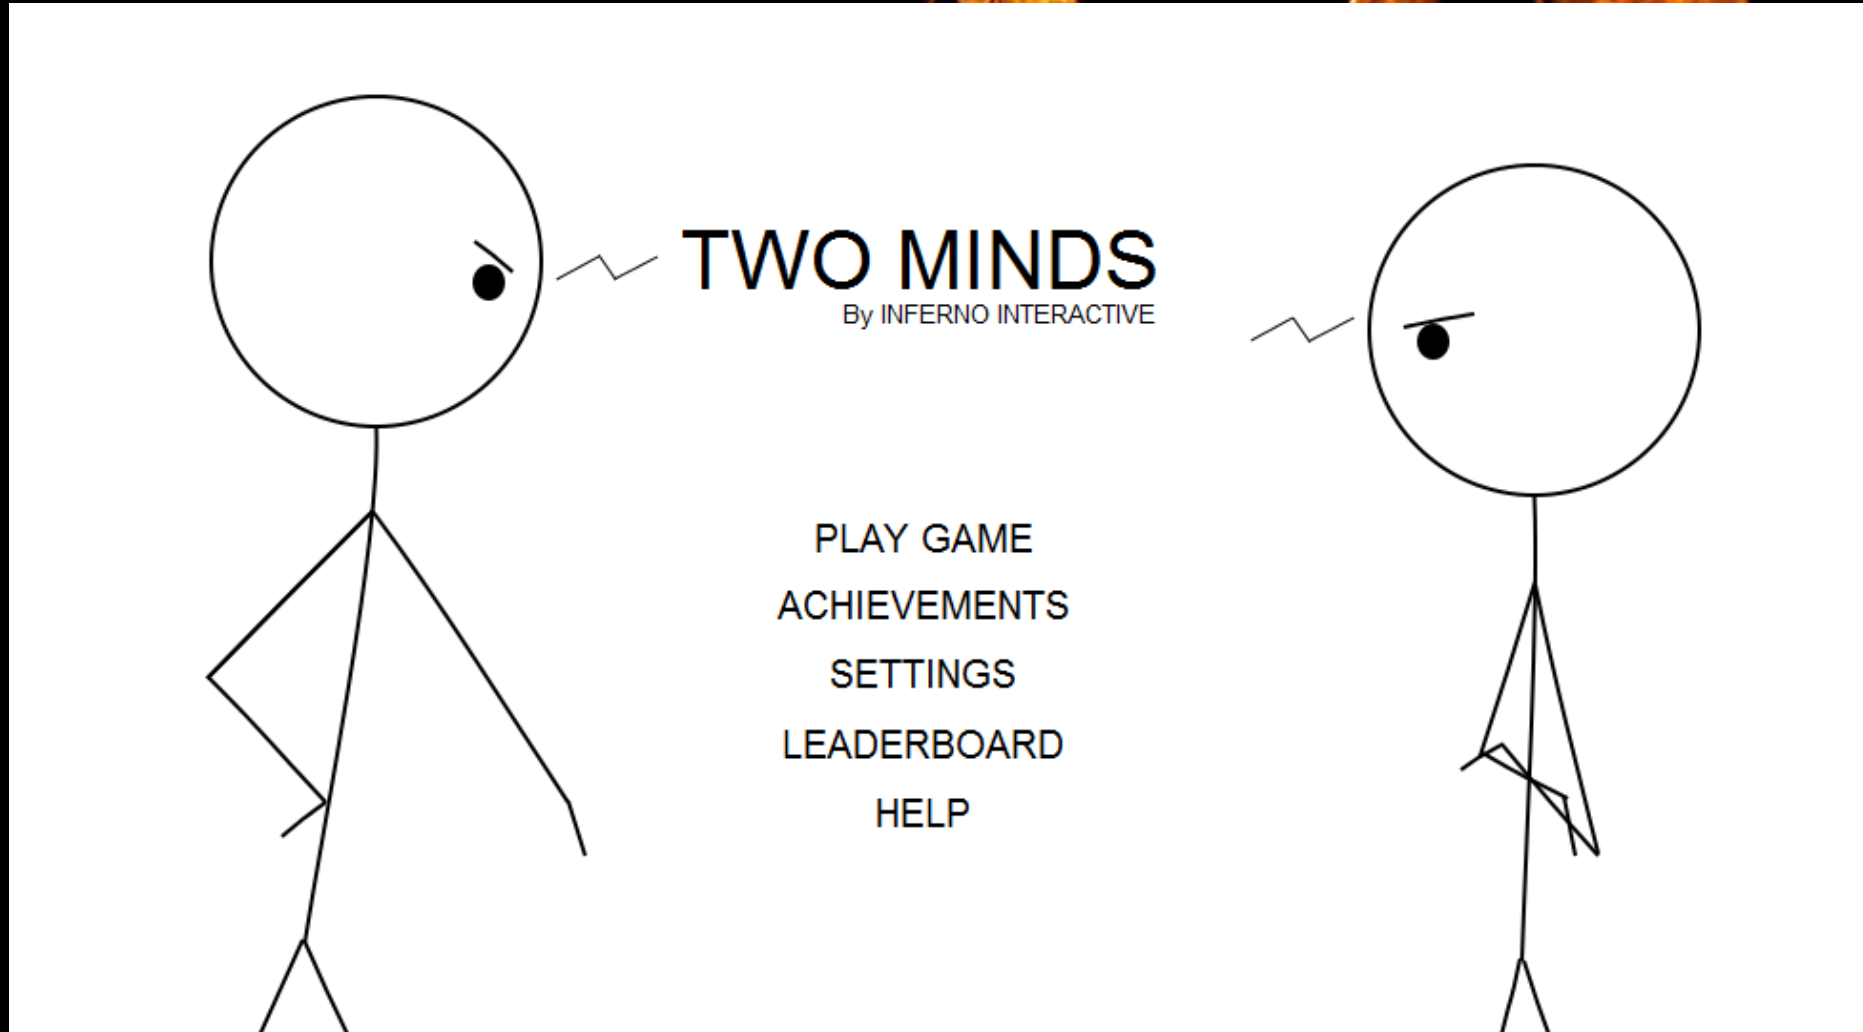 TWO MINDS
By INFERNO INTERACTIVE
PLAY GAME
ACHIEVEMENTS
SETTINGS
LEADERBOARD
HELP